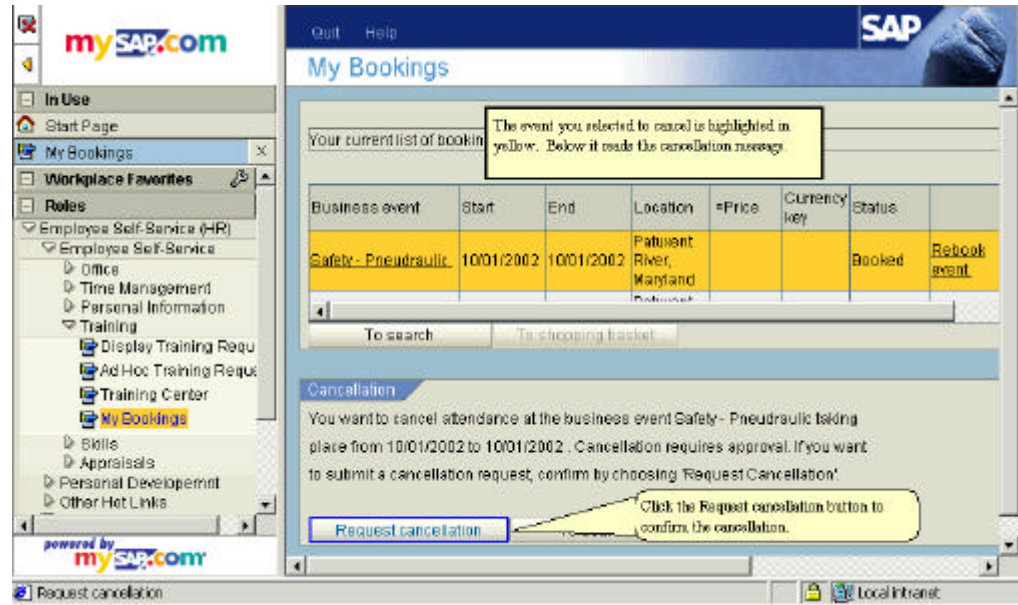 mySAP.com
Quit Help
SAP
My Bookings
In Use
Start Page
My Bookings
Workplace Favorites
Roles
Employee Self-Service (HR)
Employee Self-Service
Office
Time Management
Personal Information
Training
Display Training Requ
Ad Hoc Training Reque
Training Center
My Bookings
Skills
Appraisals
Personal Developemnt
Other Hot Links
powered by
mySAP.com
Your current list of bookin
The event you selected to cancel is highlighted in
yellow. Below it reads the cancellation message.
Business event Start End Location =Price Currency key Status
Safety - Pneudraulic 10/01/2002 10/01/2002 Patuxent River, Maryland Booked Rebook event
To search To shopping basket
Cancellation
You want to cancel attendance at the business event Safety - Pneudraulic taking
place from 10/01/2002 to 10/01/2002 . Cancellation requires approval. If you want
to submit a cancellation request, confirm by choosing 'Request Cancellation'.
Click the Request cancellation button to
confirm the cancellation.
Request cancellation
Request cancellation
Local intranet